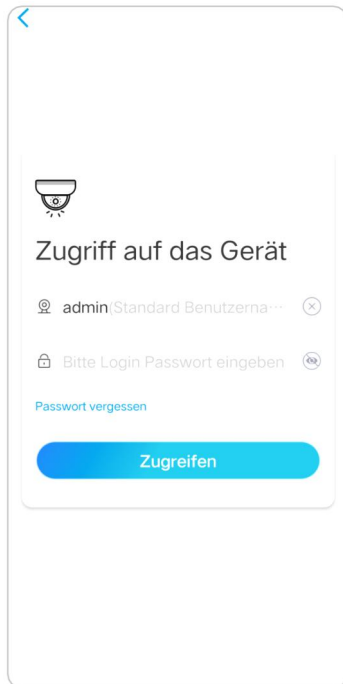 Zugriff auf das Gerät
admin(Standard Benutzerna···
Bitte Login Passwort eingeben
Passwort vergessen
Zugreifen